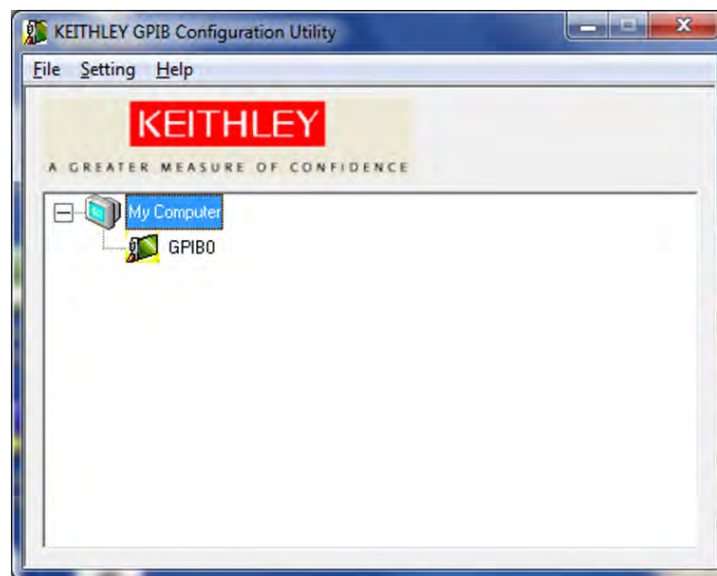 KEITHLEY GPIB Configuration Utility
File Setting Help
KEITHLEY
A GREATER MEASURE OF CONFIDENCE
My Computer
GPIB0